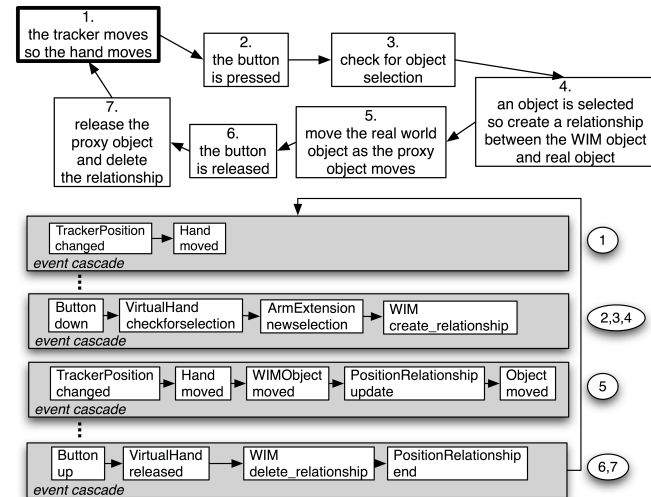 1.
the tracker moves
so the hand moves
2.
the button
is pressed
3.
check for object
selection
4.
an object is selected
so create a relationship
between the WIM object
and real object
5.
move the real world
object as the proxy
object moves
6.
the button
is released
7.
release the
proxy object
and delete
the relationship
TrackerPosition
changed
Hand
moved
event cascade
1
Button
down
VirtualHand
checkforselection
ArmExtension
newselection
WIM
create_relationship
event cascade
2,3,4
TrackerPosition
changed
Hand
moved
WIMObject
moved
PositionRelationship
update
Object
moved
event cascade
5
Button
up
VirtualHand
released
WIM
delete_relationship
PositionRelationship
end
event cascade
6,7